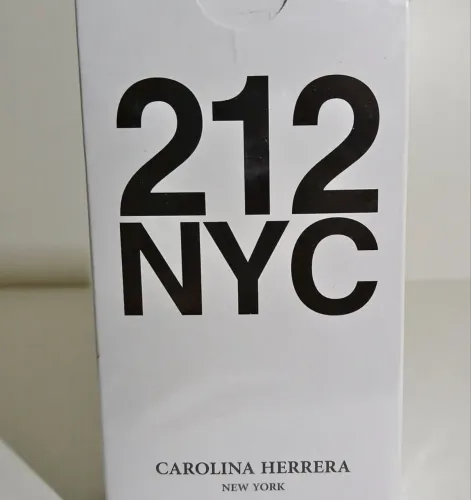 212
NYC
CAROLINA HERRERA
NEW YORK